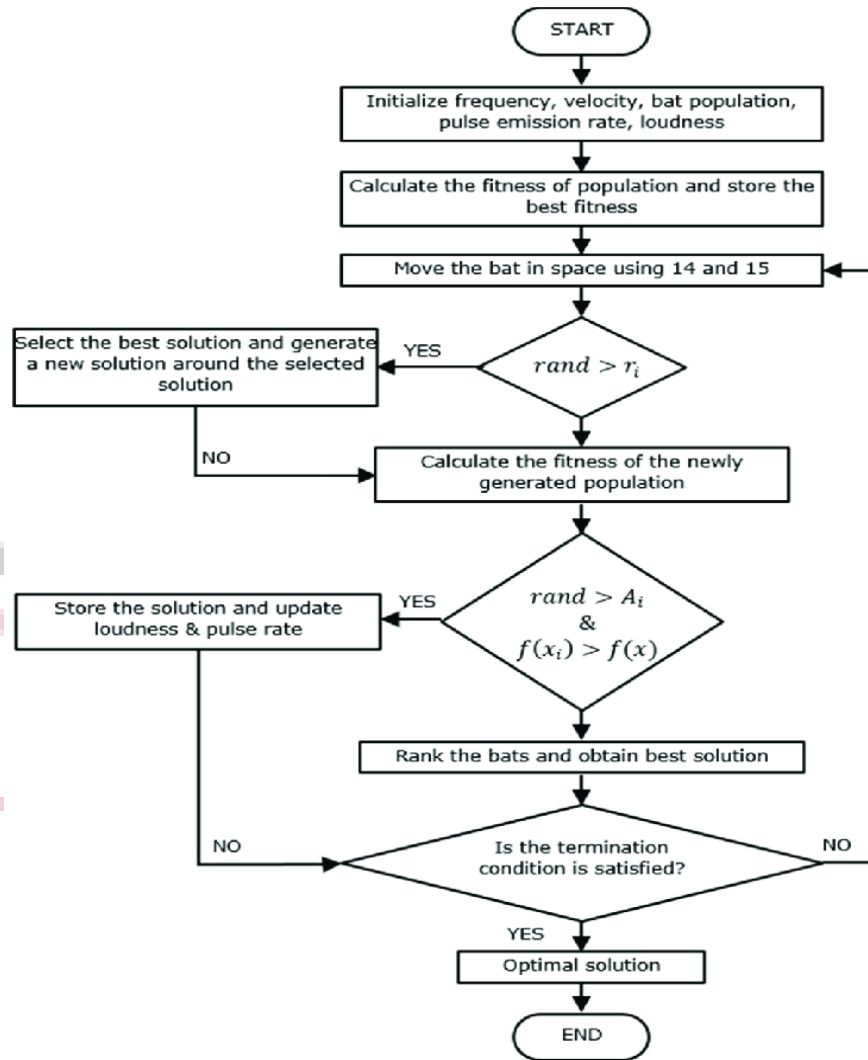 START
Initialize frequency, velocity, bat population,
pulse emission rate, loudness
Calculate the fitness of population and store the
best fitness
Move the bat in space using 14 and 15
rand > r_i
YES
Select the best solution and generate
a new solution around the selected
solution
NO
Calculate the fitness of the newly
generated population
rand > A_i
&
f(x_i) > f(x)
YES
Store the solution and update
loudness & pulse rate
Rank the bats and obtain best solution
NO
Is the termination
condition is satisfied?
NO
YES
Optimal solution
END